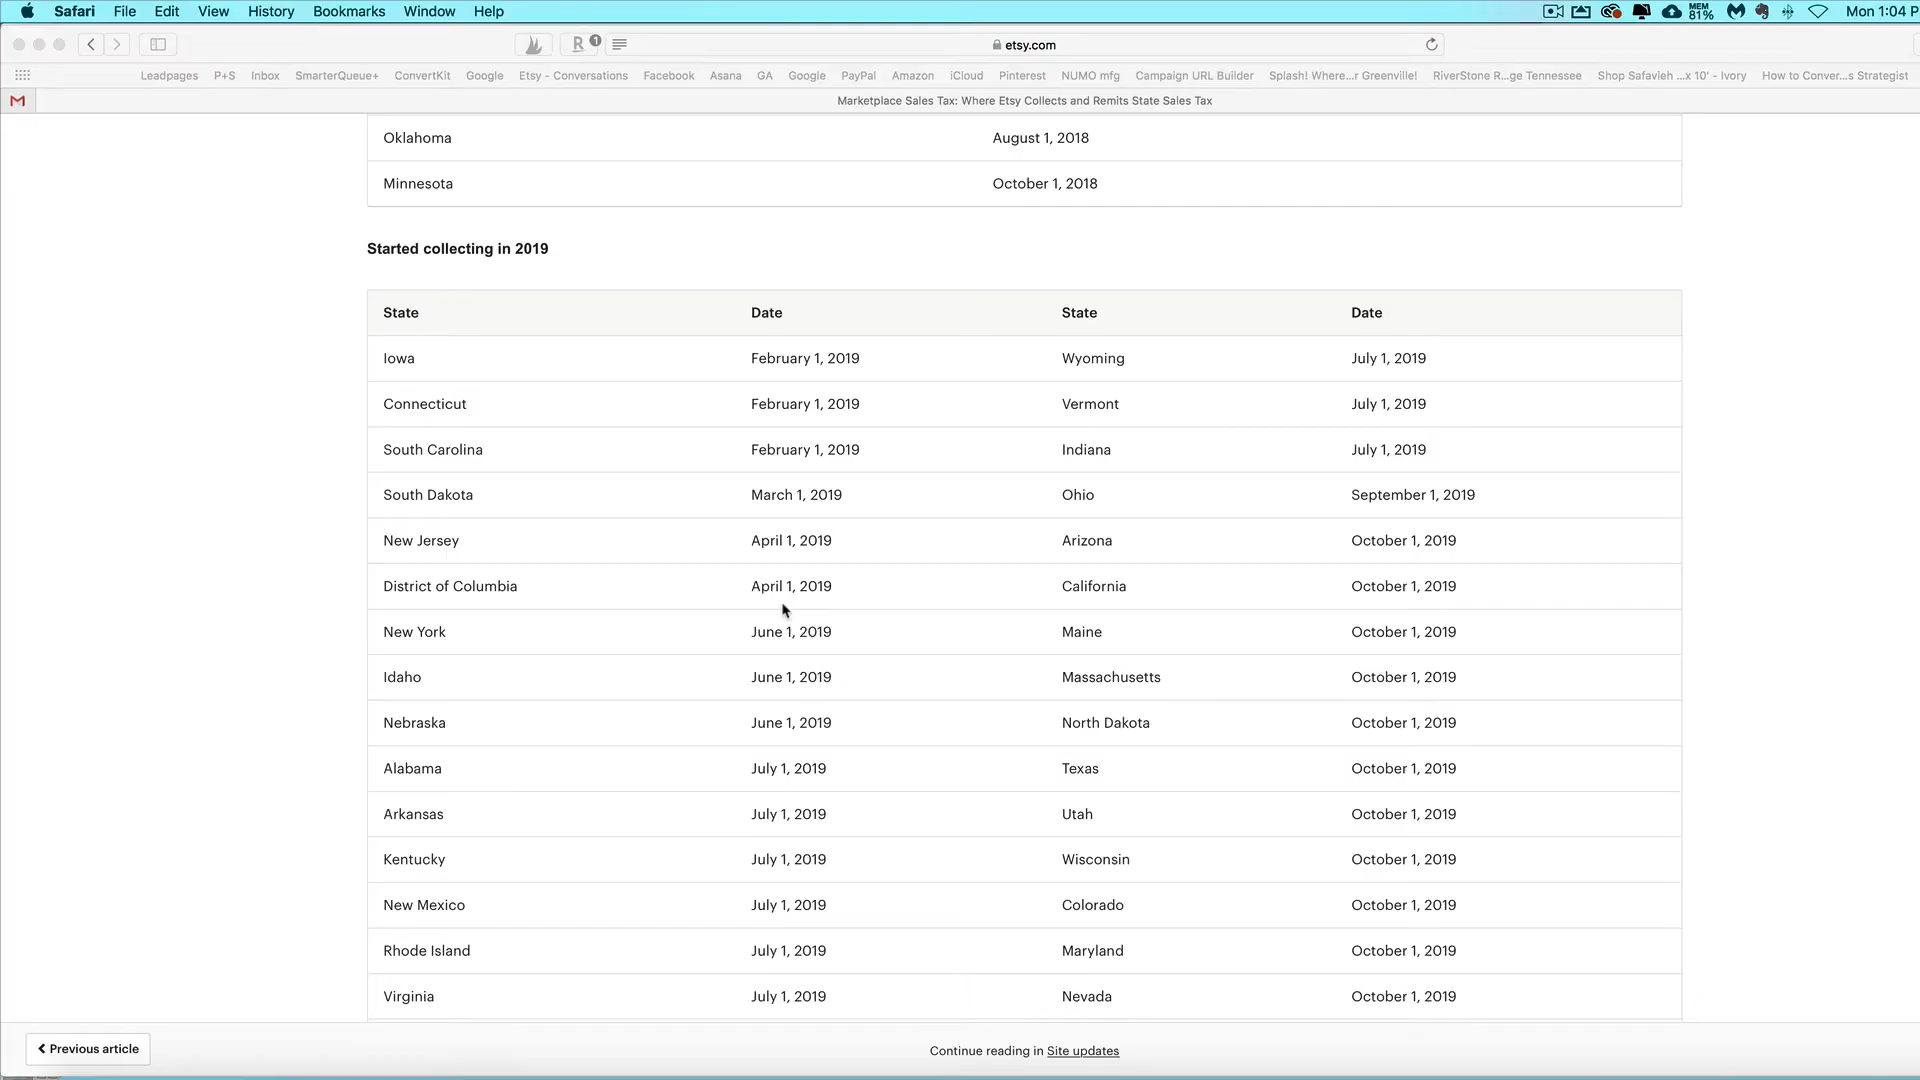 Safari File Edit View History Bookmarks Window Help MEM 81% Mon 1:04 P
R 1 etsy.com
Leadpages P+S Inbox SmarterQueue+ ConvertKit Google Etsy - Conversations Facebook Asana GA Google PayPal Amazon iCloud Pinterest NUMO mfg Campaign URL Builder Splash! Where...r Greenville! RiverStone R...ge Tennessee Shop Safavieh ...x 10' - Ivory How to Conver...s Strategist
M Marketplace Sales Tax: Where Etsy Collects and Remits State Sales Tax
Oklahoma August 1, 2018
Minnesota October 1, 2018
Started collecting in 2019
State Date State Date
Iowa February 1, 2019 Wyoming July 1, 2019
Connecticut February 1, 2019 Vermont July 1, 2019
South Carolina February 1, 2019 Indiana July 1, 2019
South Dakota March 1, 2019 Ohio September 1, 2019
New Jersey April 1, 2019 Arizona October 1, 2019
District of Columbia April 1, 2019 California October 1, 2019
New York June 1, 2019 Maine October 1, 2019
Idaho June 1, 2019 Massachusetts October 1, 2019
Nebraska June 1, 2019 North Dakota October 1, 2019
Alabama July 1, 2019 Texas October 1, 2019
Arkansas July 1, 2019 Utah October 1, 2019
Kentucky July 1, 2019 Wisconsin October 1, 2019
New Mexico July 1, 2019 Colorado October 1, 2019
Rhode Island July 1, 2019 Maryland October 1, 2019
Virginia July 1, 2019 Nevada October 1, 2019
Previous article Continue reading in Site updates